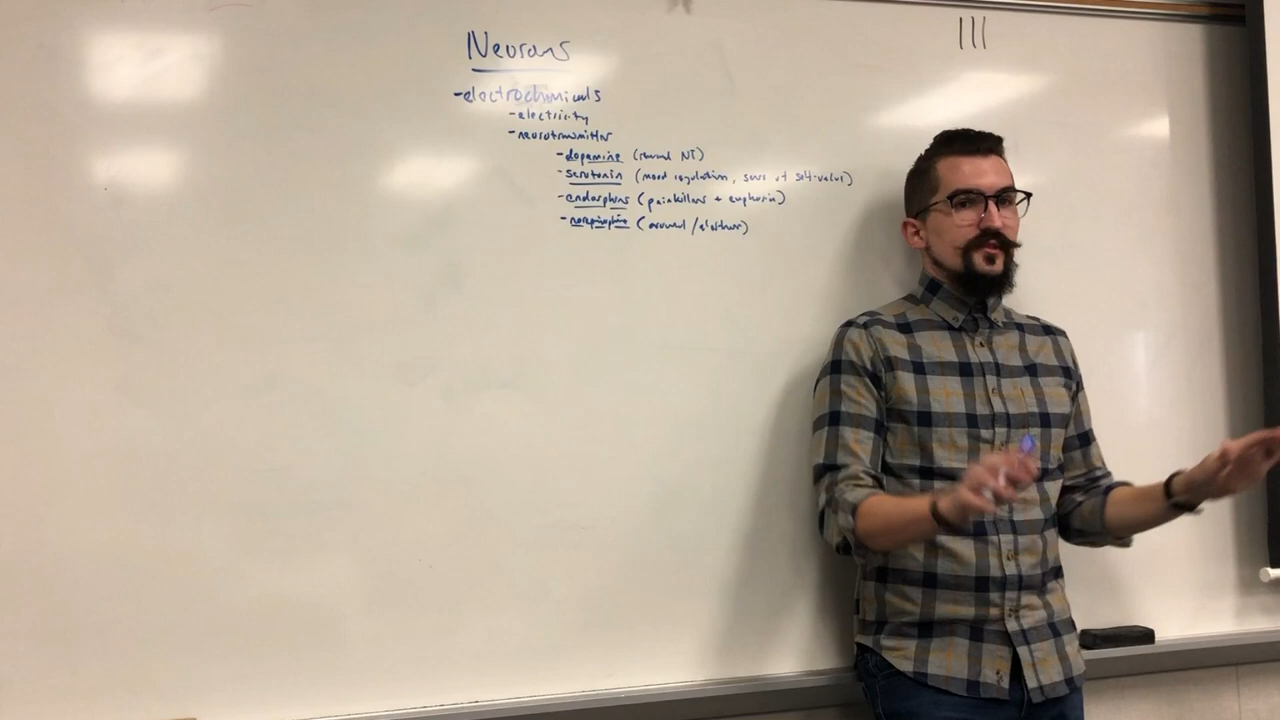 Neurons
III
-electrochemicals
-electricity
-neurotransmitter
-dopamine (reward NT)
-serotonin (mood regulation, sens of self-value)
-endorphins (painkillers + euphoria)
-norepinephrine (arousal/alertness)